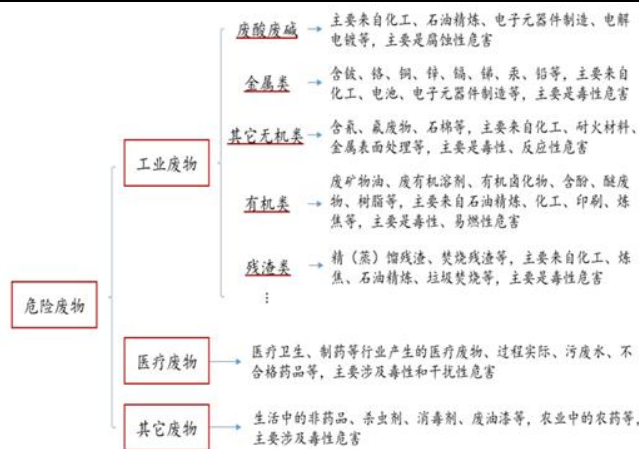 废酸废碱
主要来自化工、石油精炼、电子元器件制造、电解
电镀等，主要是腐蚀性危害
金属类
含铍、铬、铜、锌、镉、锑、汞、铅等，主要来自
化工、电池、电子元器件制造等，主要是毒性危害
其它无机类
含氰、氟废物、石棉等，主要来自化工、耐火材料、
金属表面处理等，主要是毒性、反应性危害
工业废物
有机类
废矿物油、废有机溶剂、有机卤化物、含酚、醚废
物、树脂等，主要来自石油精炼、化工、印刷、炼
焦等，主要是毒性、易燃性危害
残渣类
精（蒸）馏残渣、焚烧残渣等，主要来自化工、炼
焦、石油精炼、垃圾焚烧等，主要是毒性危害
⋮
危险废物
医疗废物
医疗卫生、制药等行业产生的医疗废物、过程实际、污废水、不
合格药品等，主要涉及毒性和干扰性危害
其它废物
生活中的非药品、杀虫剂、消毒剂、废油漆等，农业中的农药等，
主要涉及毒性危害